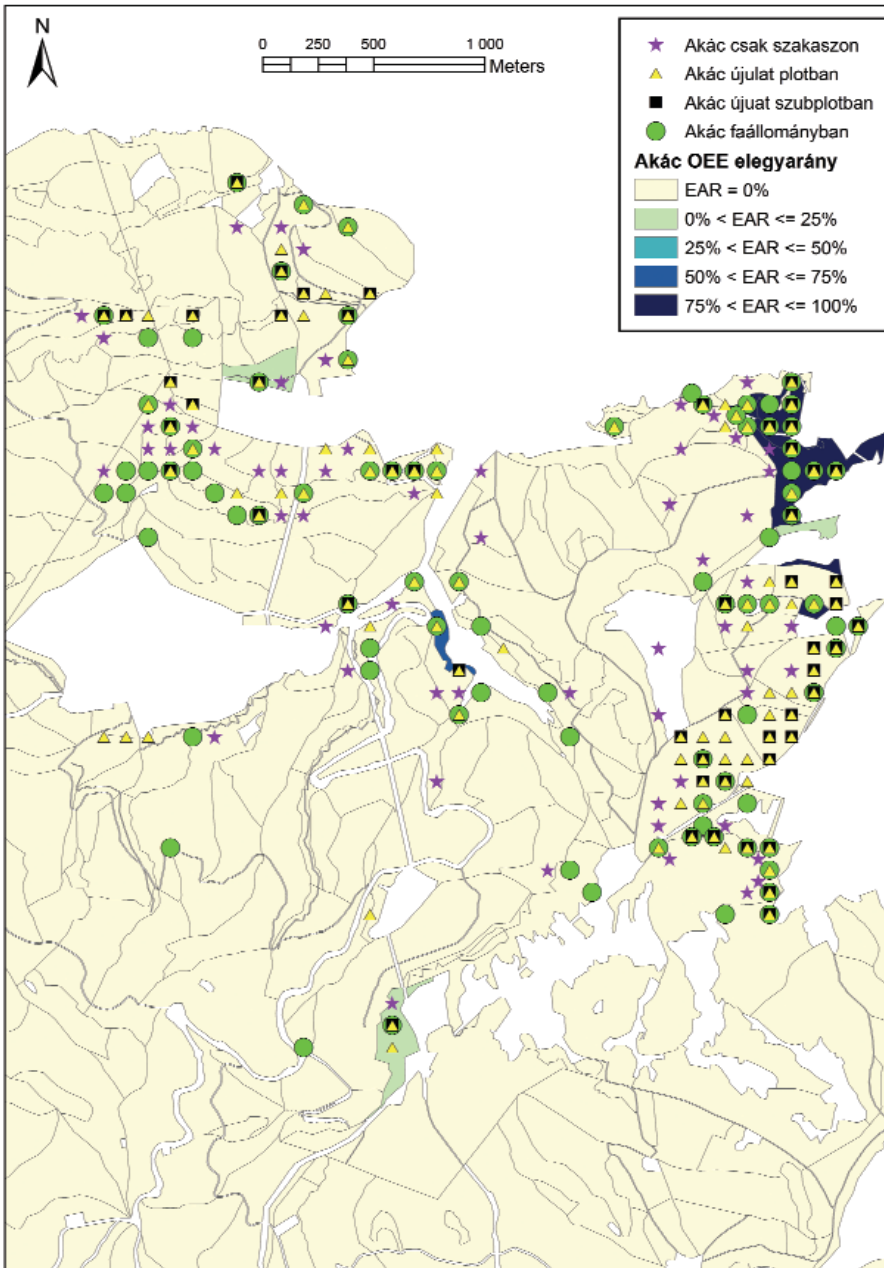 N
0 250 500 1 000
Meters
Akác csak szakaszon
Akác újulat plotban
Akác újuat szubplotban
Akác faállományban
Akác OEE elegyarány
EAR = 0%
0% < EAR <= 25%
25% < EAR <= 50%
50% < EAR <= 75%
75% < EAR <= 100%